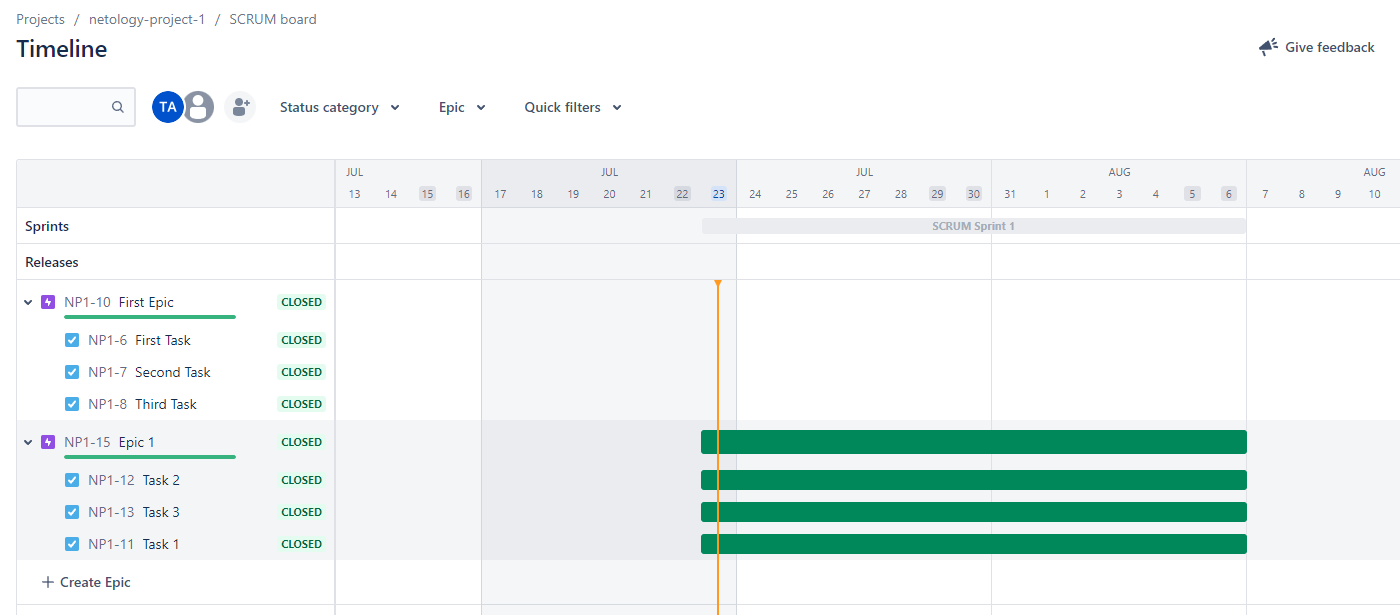 Projects / netology-project-1 / SCRUM board
Timeline
Give feedback
TA
Status category
Epic
Quick filters
JUL JUL JUL AUG AUG
13 14 15 16 17 18 19 20 21 22 23 24 25 26 27 28 29 30 31 1 2 3 4 5 6 7 8 9 10
Sprints
SCRUM Sprint 1
Releases
NP1-10 First Epic CLOSED
NP1-6 First Task CLOSED
NP1-7 Second Task CLOSED
NP1-8 Third Task CLOSED
NP1-15 Epic 1 CLOSED
NP1-12 Task 2 CLOSED
NP1-13 Task 3 CLOSED
NP1-11 Task 1 CLOSED
+ Create Epic